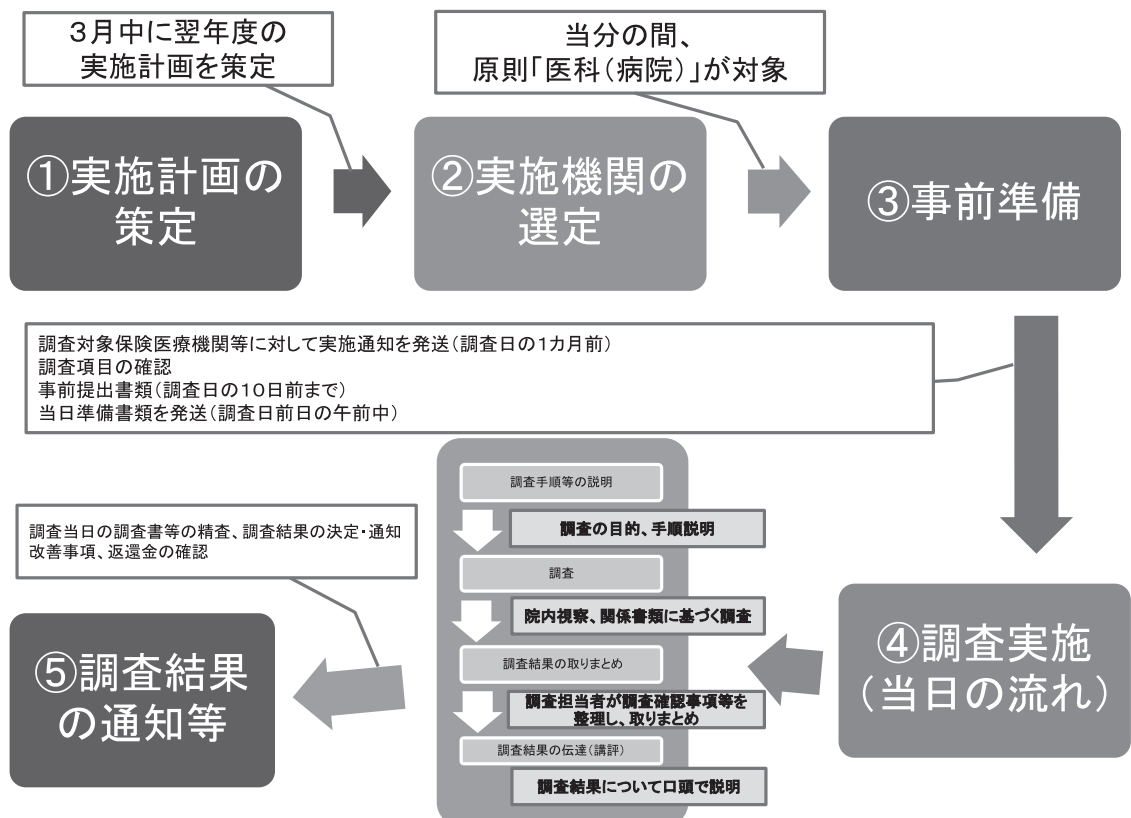 3月中に翌年度の
実施計画を策定
当分の間、
原則「医科(病院)」が対象
①実施計画の
策定
②実施機関の
選定
③事前準備
調査対象保険医療機関等に対して実施通知を発送(調査日の1カ月前)
調査項目の確認
事前提出書類(調査日の10日前まで)
当日準備書類を発送(調査日前日の午前中)
④調査実施
(当日の流れ)
調査手順等の説明
調査の目的、手順説明
調査
院内視察、関係書類に基づく調査
調査結果の取りまとめ
調査担当者が調査確認事項等を
整理し、取りまとめ
調査結果の伝達(講評)
調査結果について口頭で説明
調査当日の調査書等の精査、調査結果の決定・通知
改善事項、返還金の確認
⑤調査結果
の通知等